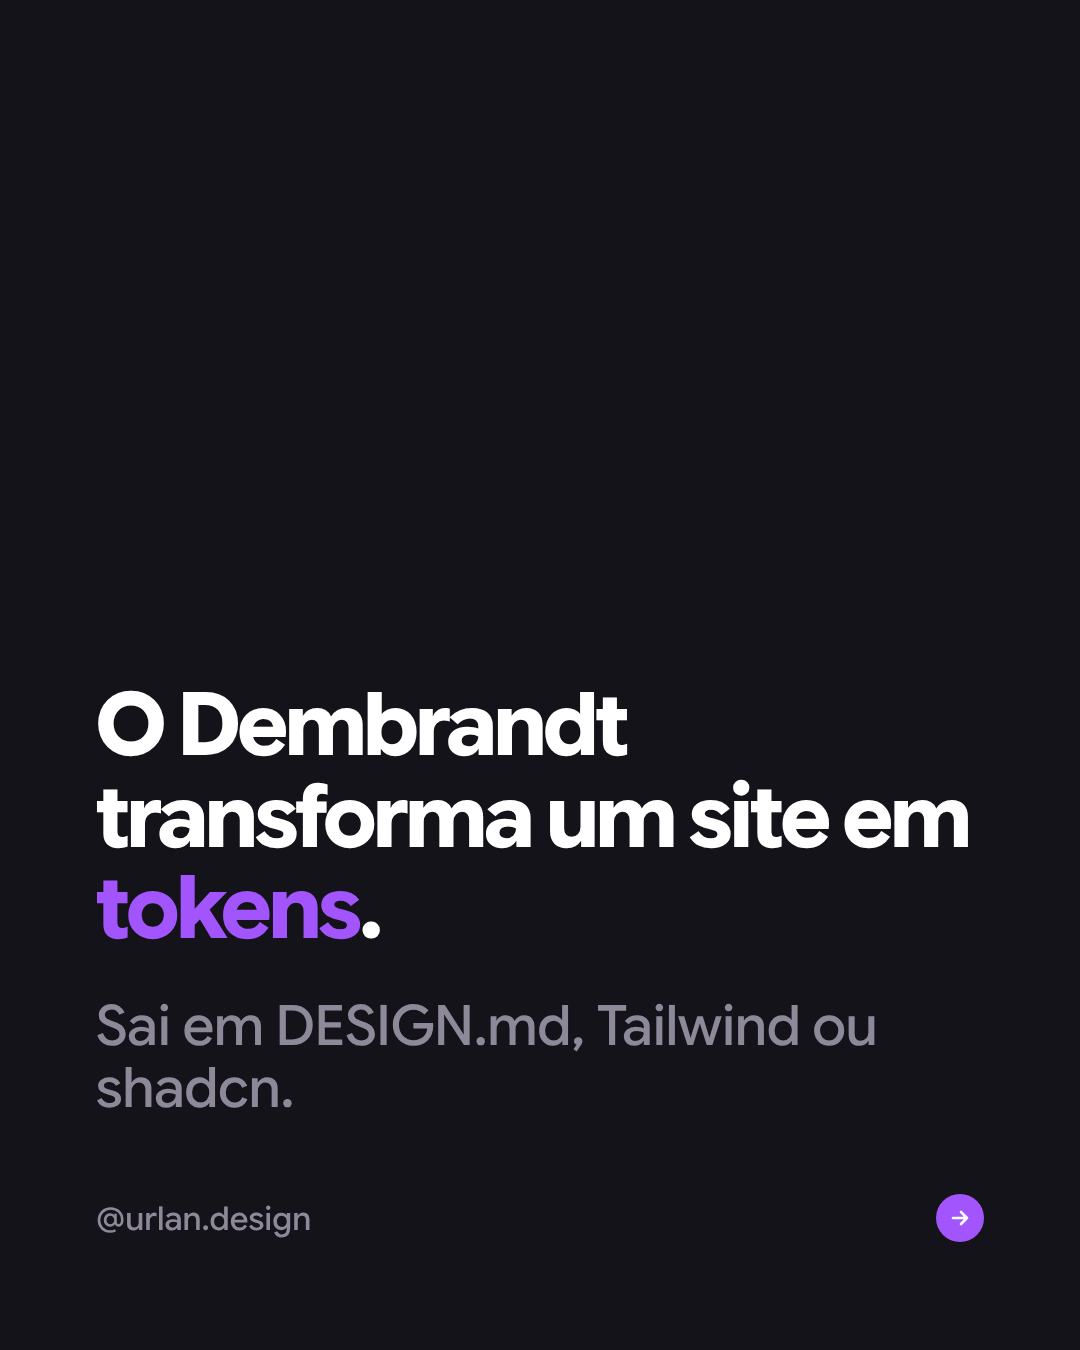 O Dembrandt
transforma um site em
tokens.
Sai em DESIGN.md, Tailwind ou
shadcn.
@urlan.design